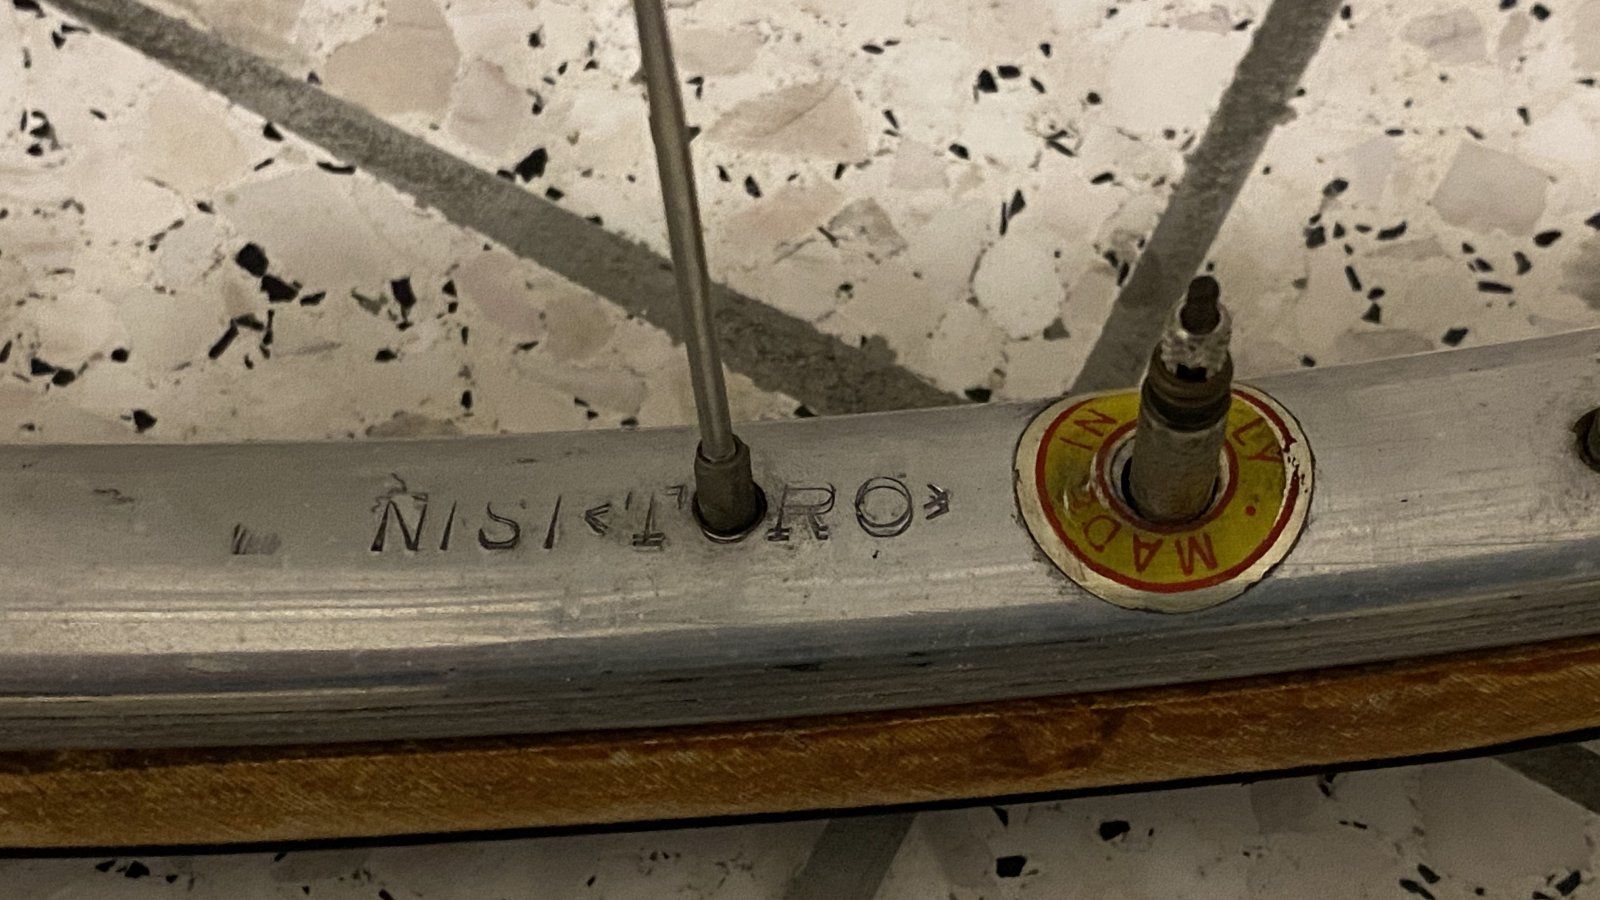 NISI <TORO>
MADE IN